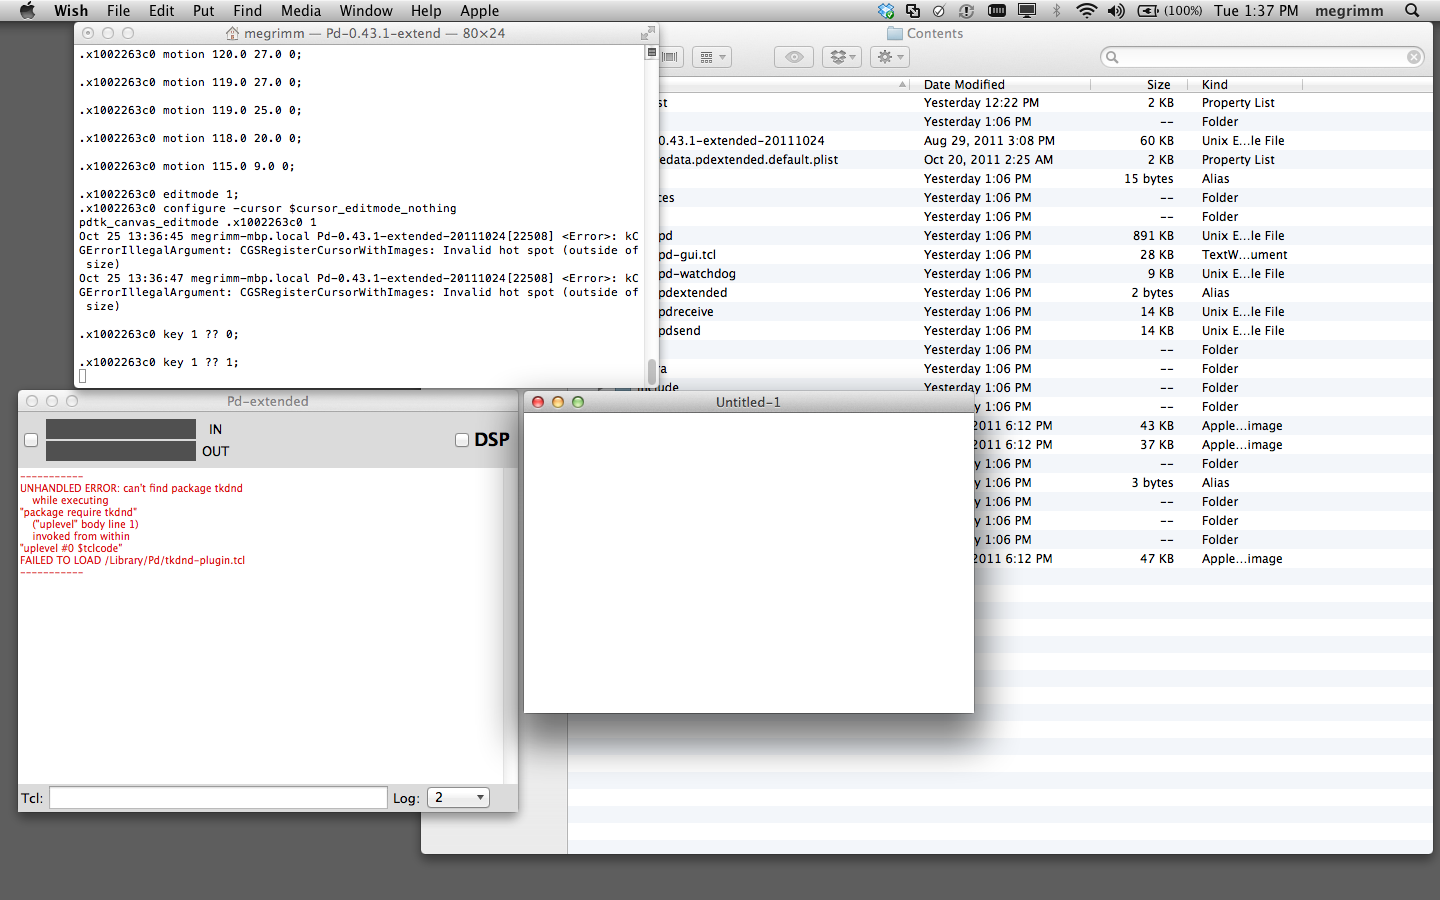 Wish File Edit Put Find Media Window Help Apple (100%) Tue 1:37 PM megrimm
megrimm — Pd-0.43.1-extend — 80×24
.x1002263c0 motion 120.0 27.0 0;
.x1002263c0 motion 119.0 27.0 0;
.x1002263c0 motion 119.0 25.0 0;
.x1002263c0 motion 118.0 20.0 0;
.x1002263c0 motion 115.0 9.0 0;
.x1002263c0 editmode 1;
.x1002263c0 configure -cursor $cursor_editmode_nothing
pdtk_canvas_editmode .x1002263c0 1
Oct 25 13:36:45 megrimm-mbp.local Pd-0.43.1-extended-20111024[22508] <Error>: kC
GErrorIllegalArgument: CGSRegisterCursorWithImages: Invalid hot spot (outside of
size)
Oct 25 13:36:47 megrimm-mbp.local Pd-0.43.1-extended-20111024[22508] <Error>: kC
GErrorIllegalArgument: CGSRegisterCursorWithImages: Invalid hot spot (outside of
size)
.x1002263c0 key 1 ?? 0;
.x1002263c0 key 1 ?? 1;
Contents
Date Modified Size Kind
st Yesterday 12:22 PM 2 KB Property List
Yesterday 1:06 PM -- Folder
0.43.1-extended-20111024 Aug 29, 2011 3:08 PM 60 KB Unix E...le File
edata.pdextended.default.plist Oct 20, 2011 2:25 AM 2 KB Property List
Yesterday 1:06 PM 15 bytes Alias
ces Yesterday 1:06 PM -- Folder
Yesterday 1:06 PM -- Folder
pd Yesterday 1:06 PM 891 KB Unix E...le File
pd-gui.tcl Yesterday 1:06 PM 28 KB TextW...ument
pd-watchdog Yesterday 1:06 PM 9 KB Unix E...le File
pdextended Yesterday 1:06 PM 2 bytes Alias
pdreceive Yesterday 1:06 PM 14 KB Unix E...le File
pdsend Yesterday 1:06 PM 14 KB Unix E...le File
Yesterday 1:06 PM -- Folder
ra Yesterday 1:06 PM -- Folder
include Yesterday 1:06 PM -- Folder
y 1:06 PM -- Folder
2011 6:12 PM 43 KB Apple...image
2011 6:12 PM 37 KB Apple...image
y 1:06 PM -- Folder
y 1:06 PM 3 bytes Alias
y 1:06 PM -- Folder
y 1:06 PM -- Folder
y 1:06 PM -- Folder
2011 6:12 PM 47 KB Apple...image
Pd-extended
IN
OUT
DSP
-----------
UNHANDLED ERROR: can't find package tkdnd
while executing
"package require tkdnd"
("uplevel" body line 1)
invoked from within
"uplevel #0 $tclcode"
FAILED TO LOAD /Library/Pd/tkdnd-plugin.tcl
-----------
Tcl: Log: 2
Untitled-1